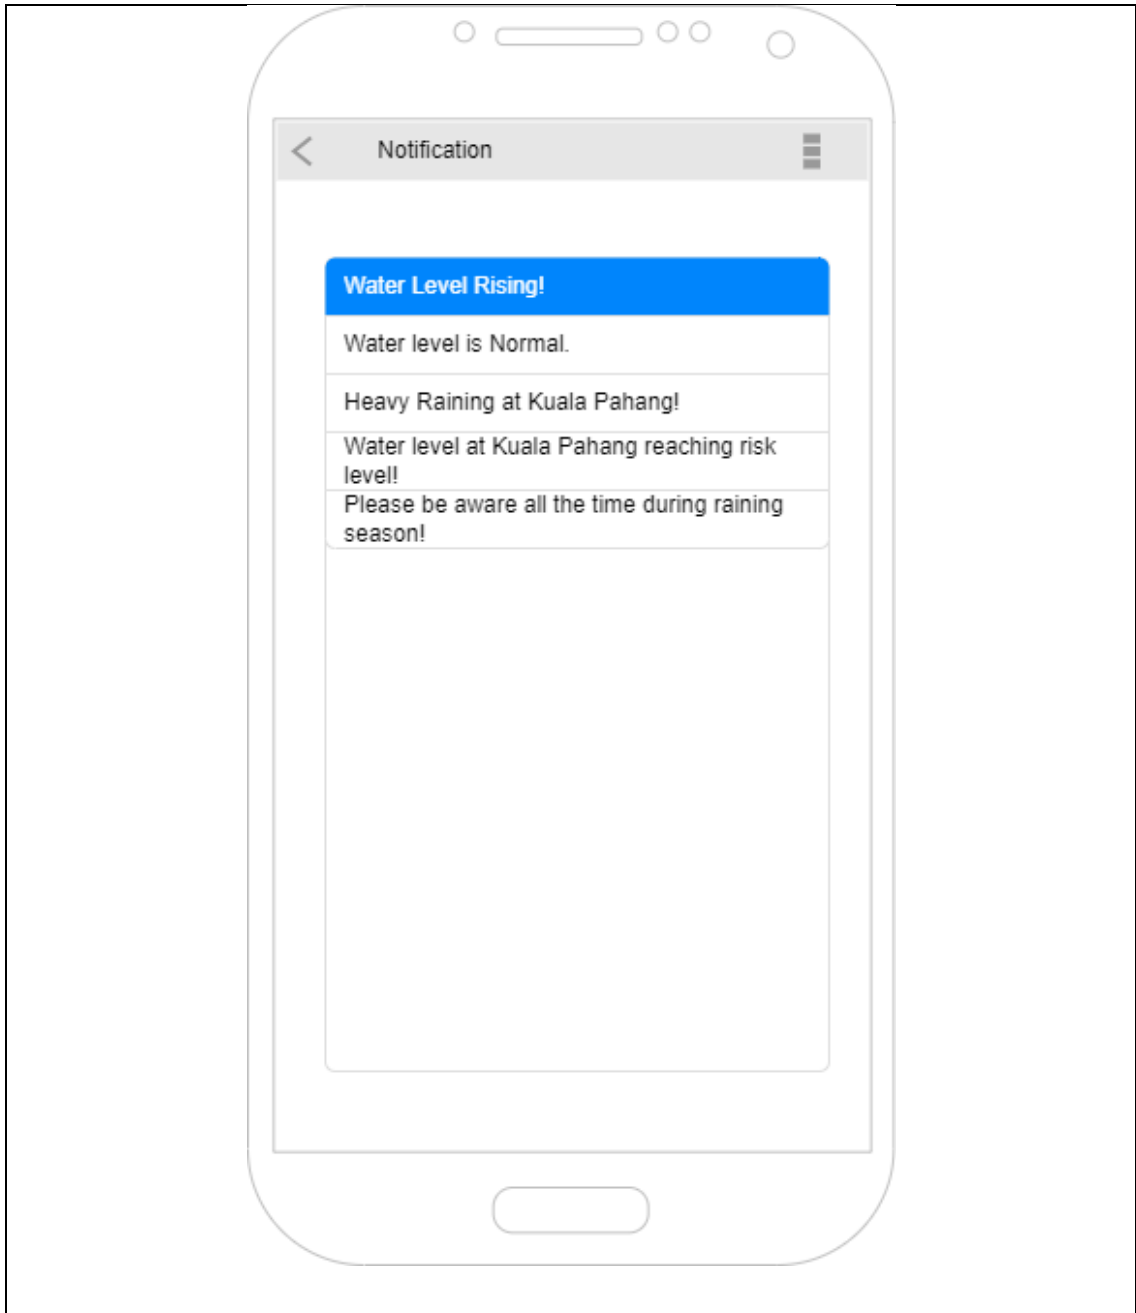 Notification
Water Level Rising!
Water level is Normal.
Heavy Raining at Kuala Pahang!
Water level at Kuala Pahang reaching risk
level!
Please be aware all the time during raining
season!